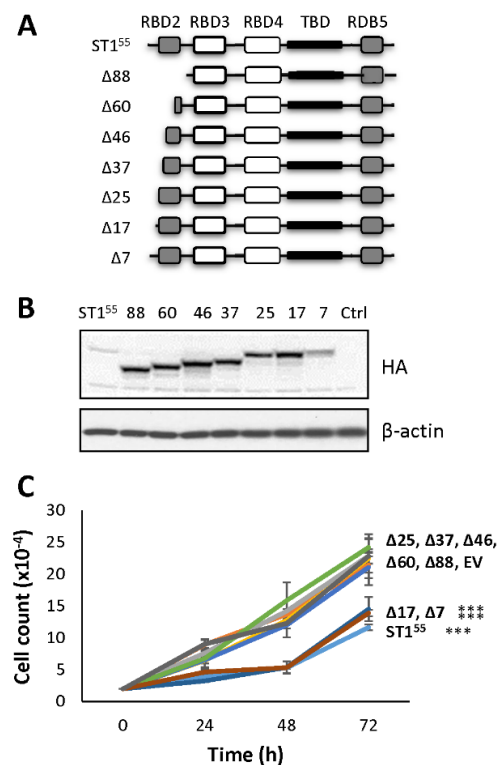 A
RBD2 RBD3 RBD4 TBD RDB5
ST1⁵⁵
Δ88
Δ60
Δ46
Δ37
Δ25
Δ17
Δ7
B
ST1⁵⁵ 88 60 46 37 25 17 7 Ctrl
HA
β-actin
C
Cell count (x10⁻⁴)
30
25
20
15
10
5
0
0 24 48 72
Time (h)
Δ25, Δ37, Δ46,
Δ60, Δ88, EV
Δ17, Δ7 ***
***
ST1⁵⁵ ***